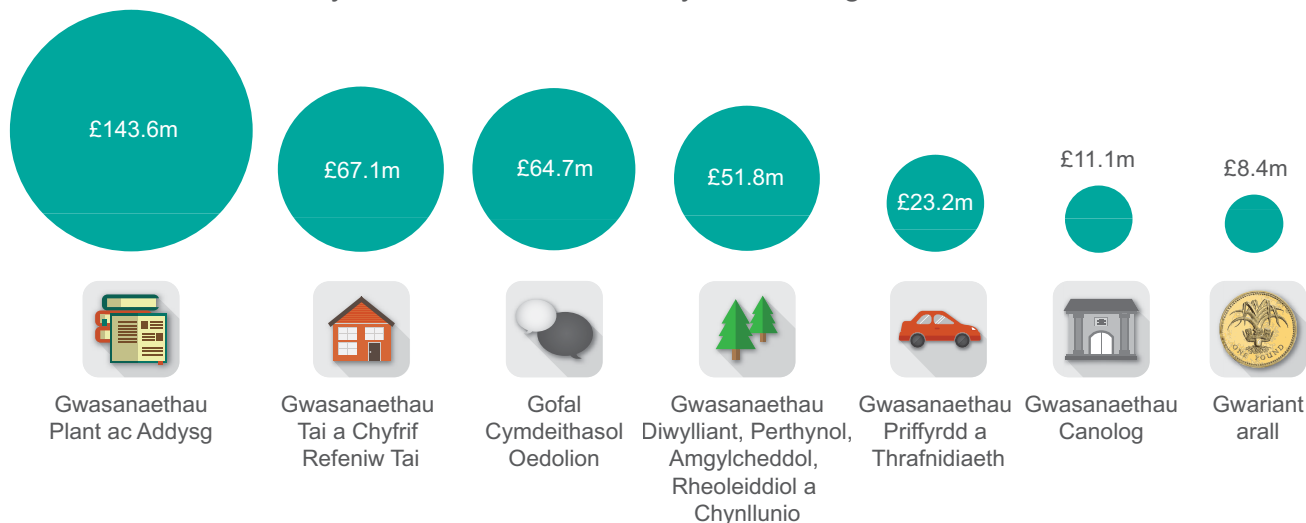 £143.6m
£67.1m
£64.7m
£51.8m
£23.2m
£11.1m
£8.4m
ONE POUND
Gwasanaethau
Plant ac Addysg
Gwasanaethau
Tai a Chyfrif
Refeniw Tai
Gofal
Cymdeithasol
Oedolion
Gwasanaethau
Diwylliant, Perthynol,
Amgylcheddol,
Rheoleiddiol a
Chynllunio
Gwasanaethau
Priffyrdd a
Thrafnidiaeth
Gwasanaethau
Canolog
Gwariant
arall